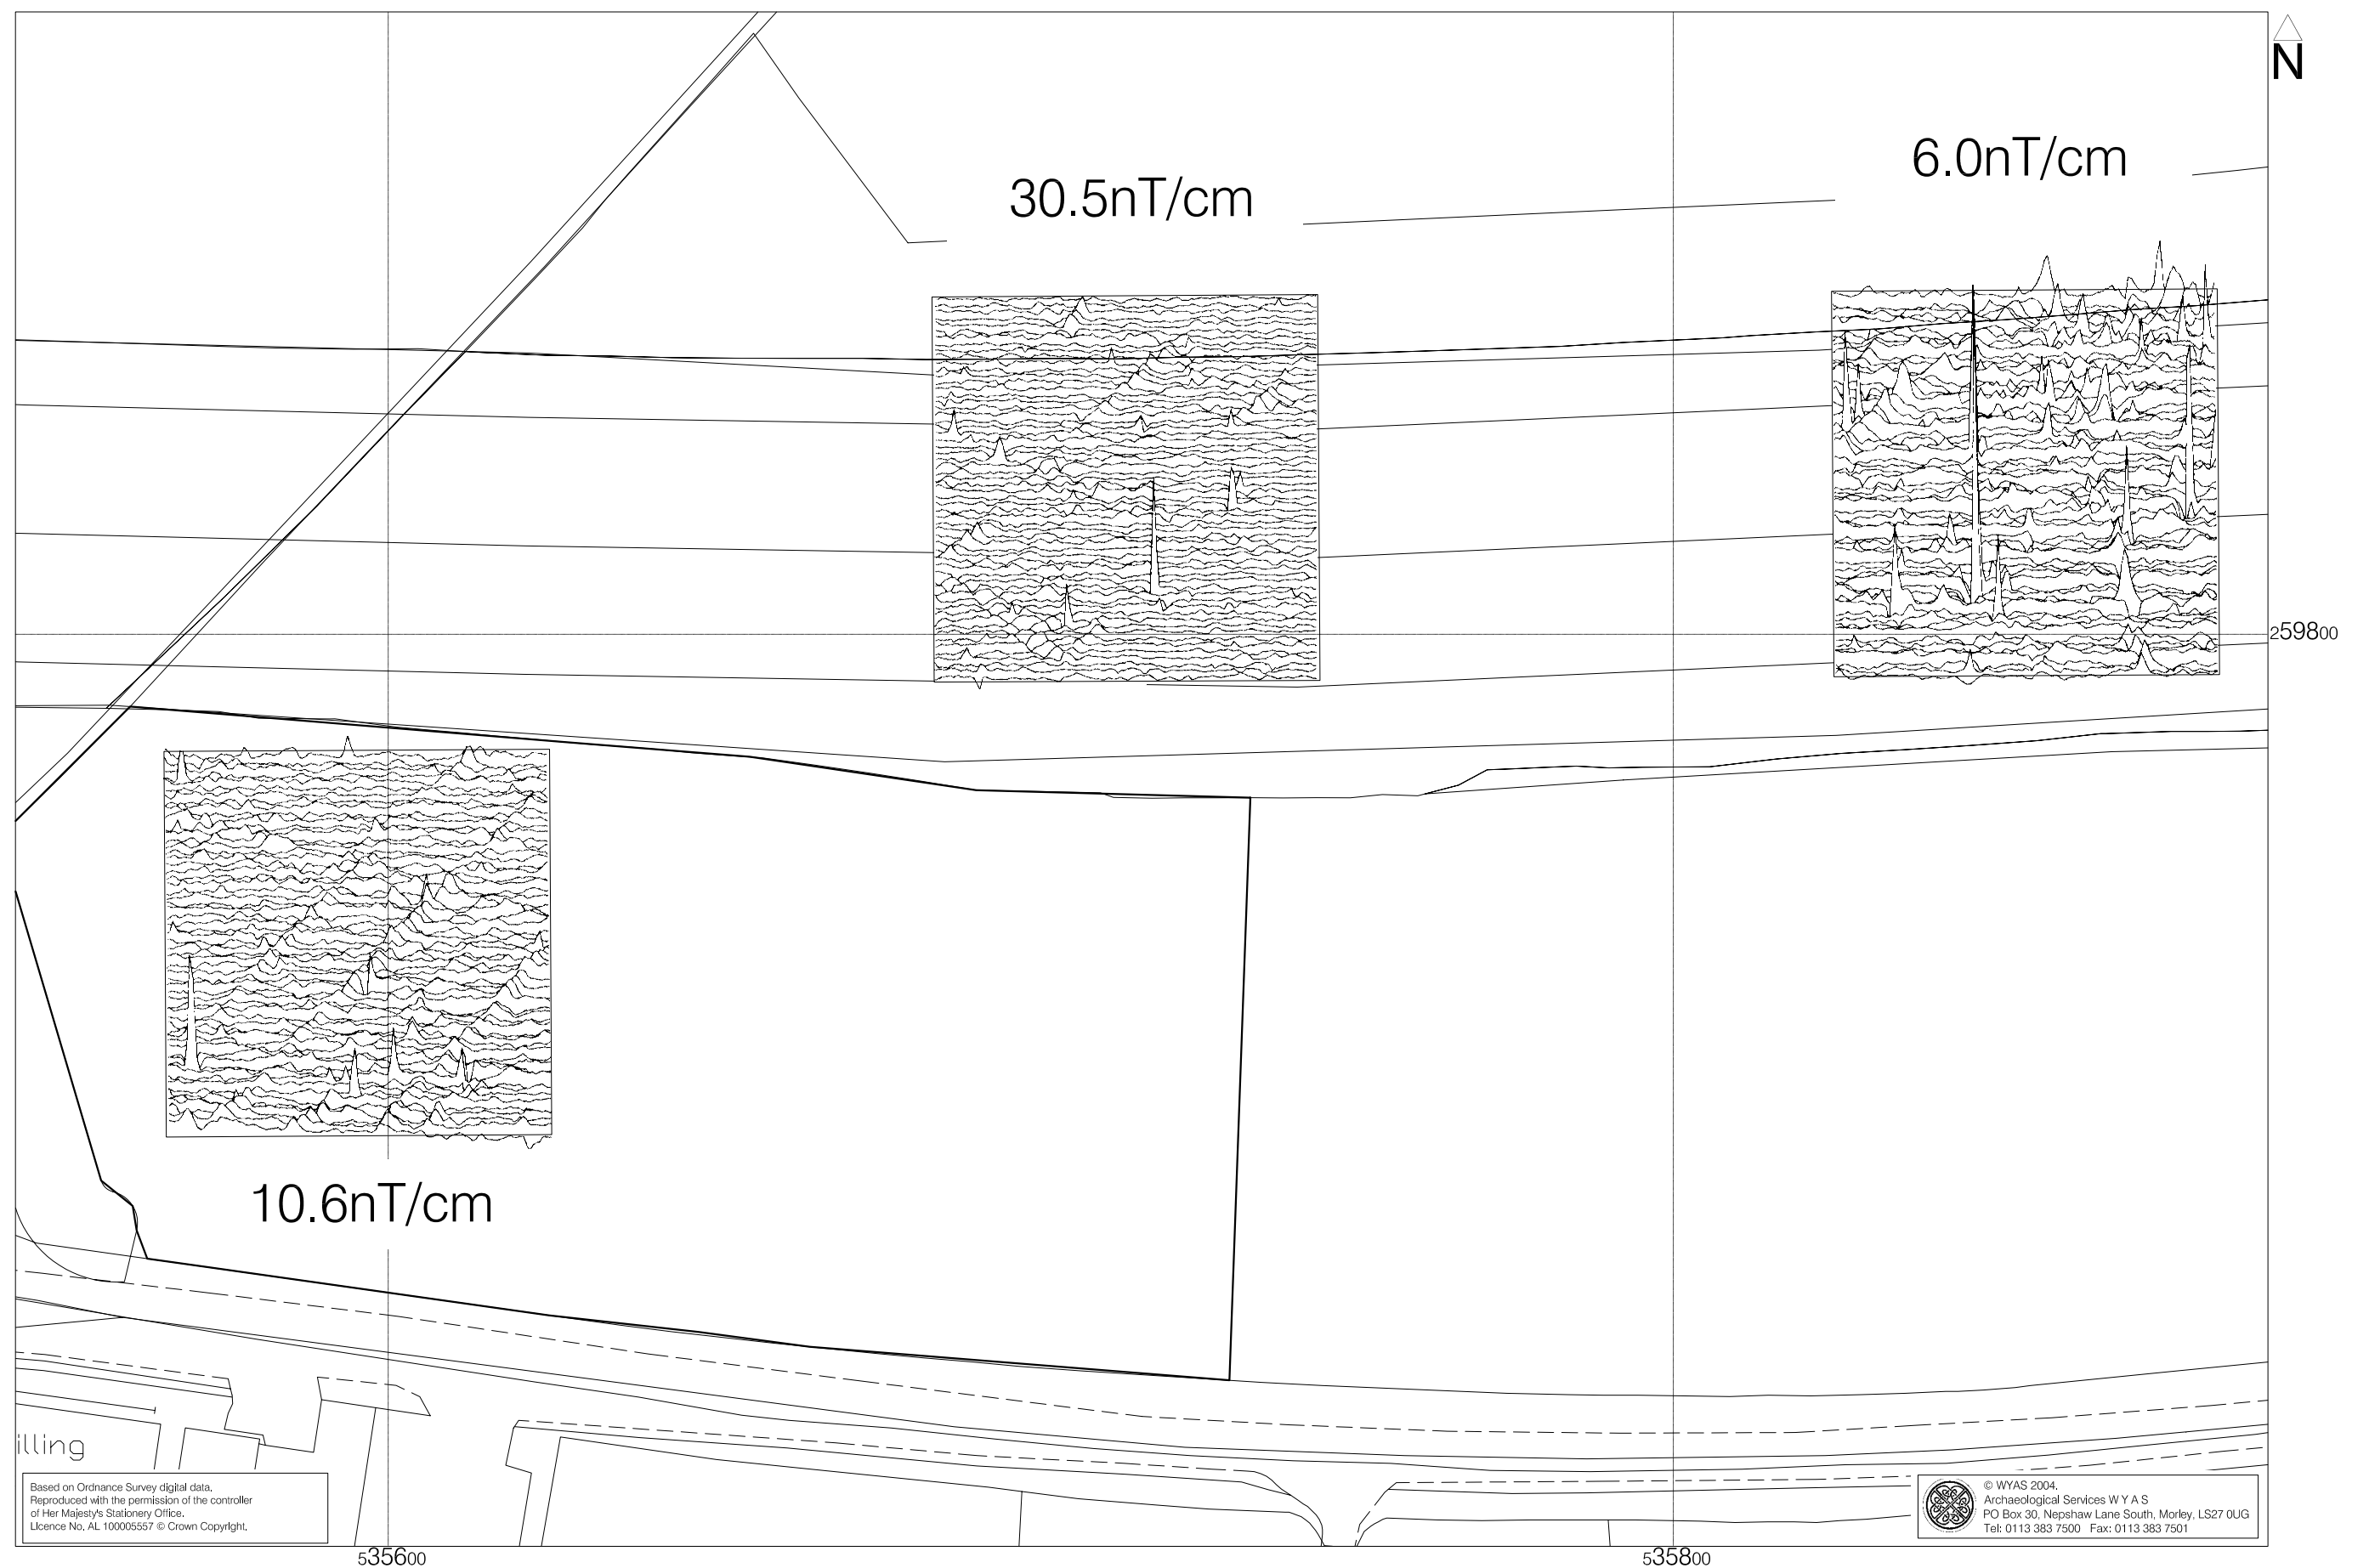 N
6.0nT/cm
30.5nT/cm
259800
10.6nT/cm
illing
Based on Ordnance Survey digital data.
Reproduced with the permission of the controller
of Her Majesty's Stationery Office.
Licence No. AL 100005557 © Crown Copyright.
© WYAS 2004.
Archaeological Services W Y A S
PO Box 30, Nepshaw Lane South, Morley, LS27 0UG
Tel: 0113 383 7500 Fax: 0113 383 7501
535600
535800